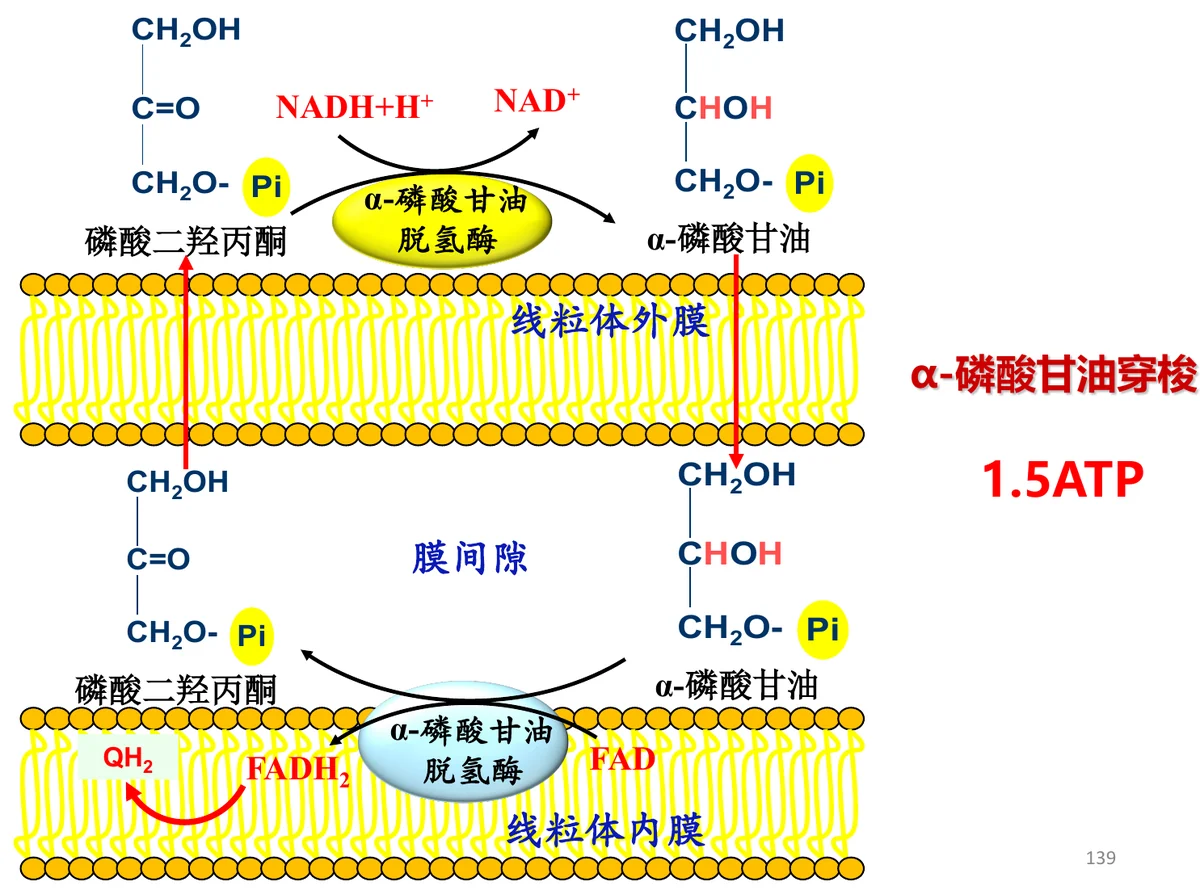 CH₂OH
CH₂OH
C=O
NADH+H⁺
NAD⁺
CHOH
CH₂O- Pi
CH₂O- Pi
α-磷酸甘油
脱氢酶
磷酸二羟丙酮
α-磷酸甘油
线粒体外膜
α-磷酸甘油穿梭
1.5ATP
CH₂OH
CH₂OH
C=O
膜间隙
CHOH
CH₂O- Pi
CH₂O- Pi
磷酸二羟丙酮
α-磷酸甘油
α-磷酸甘油
脱氢酶
QH₂
FADH₂
FAD
线粒体内膜
139